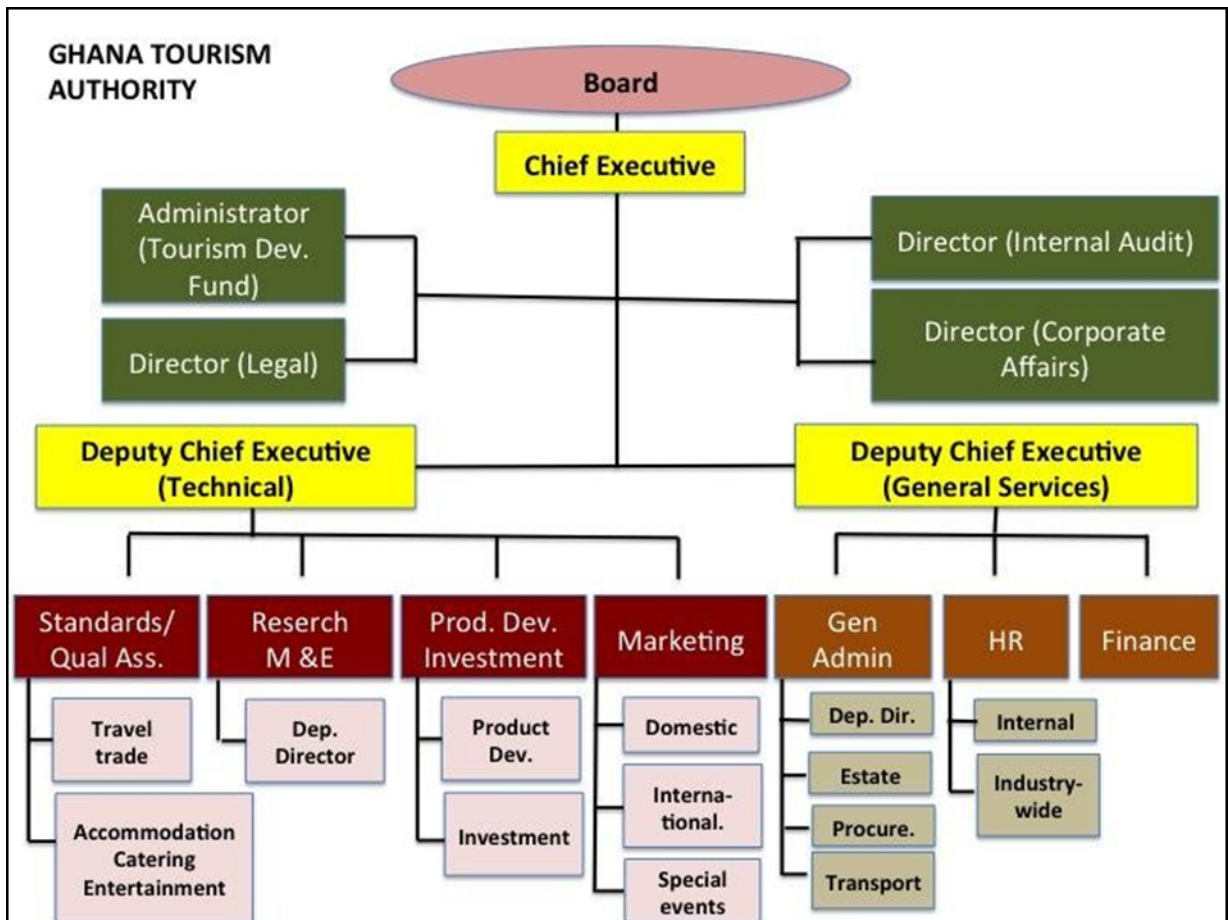 GHANA TOURISM
AUTHORITY
Board
Chief Executive
Administrator
(Tourism Dev.
Fund)
Director (Legal)
Director (Internal Audit)
Director (Corporate
Affairs)
Deputy Chief Executive
(Technical)
Deputy Chief Executive
(General Services)
Standards/
Qual Ass.
Reserch
M &E
Prod. Dev.
Investment
Marketing
Gen
Admin
HR
Finance
Travel
trade
Accommodation
Catering
Entertainment
Dep.
Director
Product
Dev.
Investment
Domestic
Interna-
tional.
Special
events
Dep. Dir.
Estate
Procure.
Transport
Internal
Industry-
wide